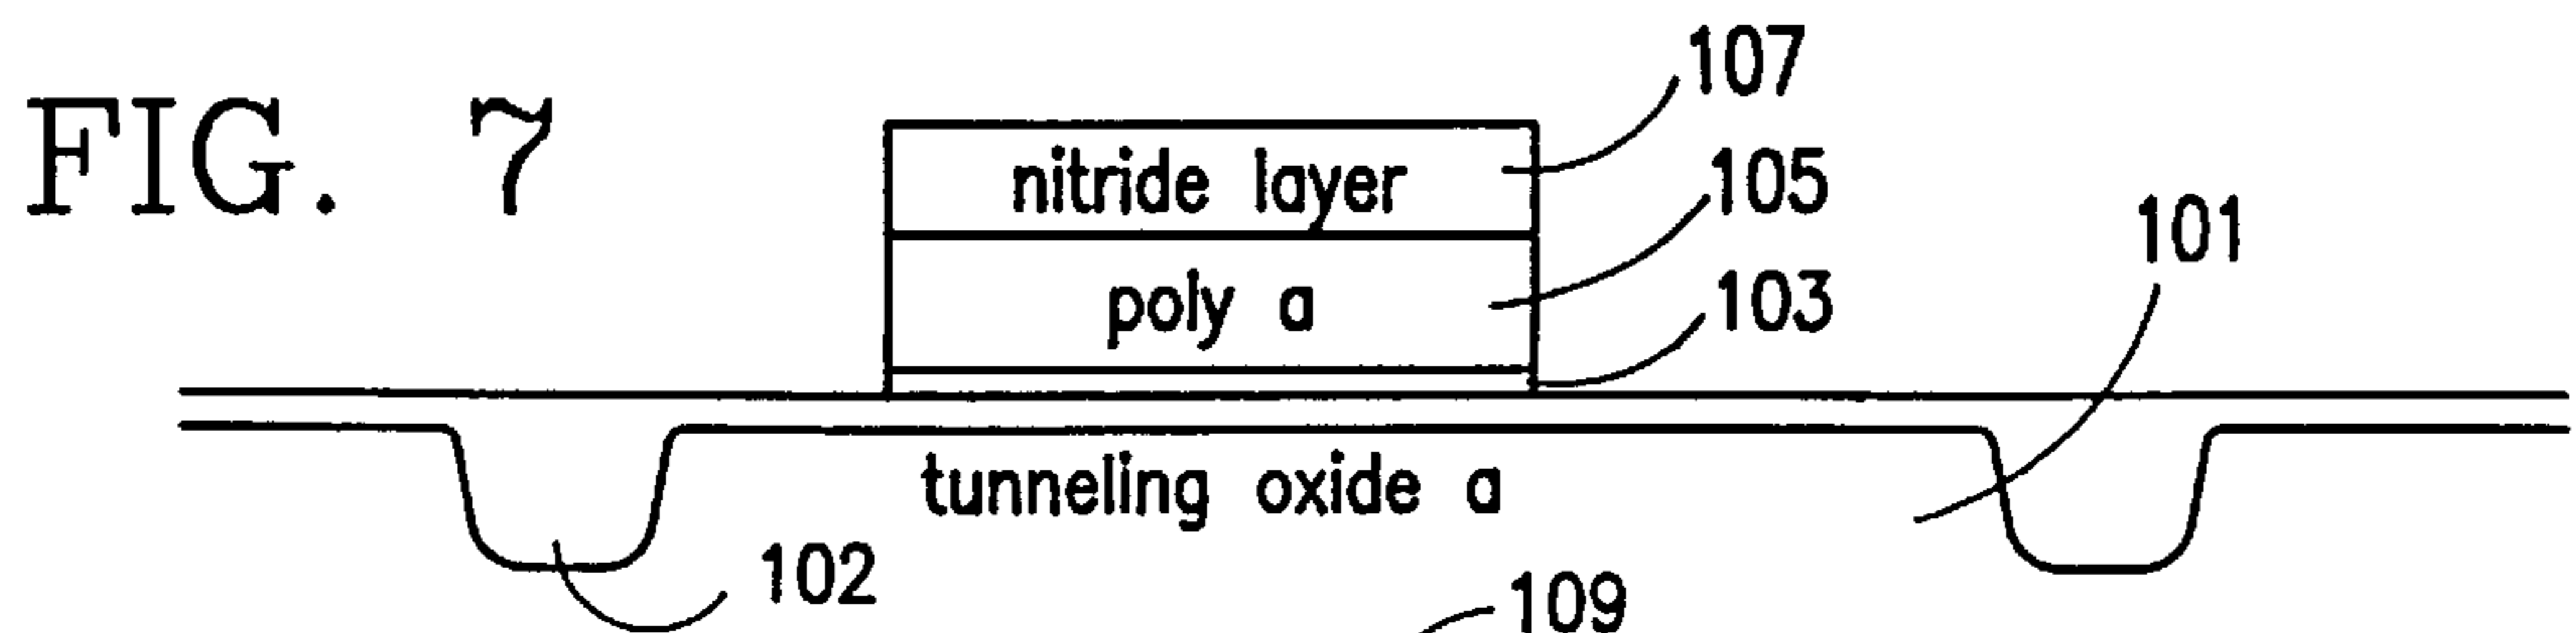 FIG. 7
107
nitride layer
105
101
poly a
103
tunneling oxide a
102
109